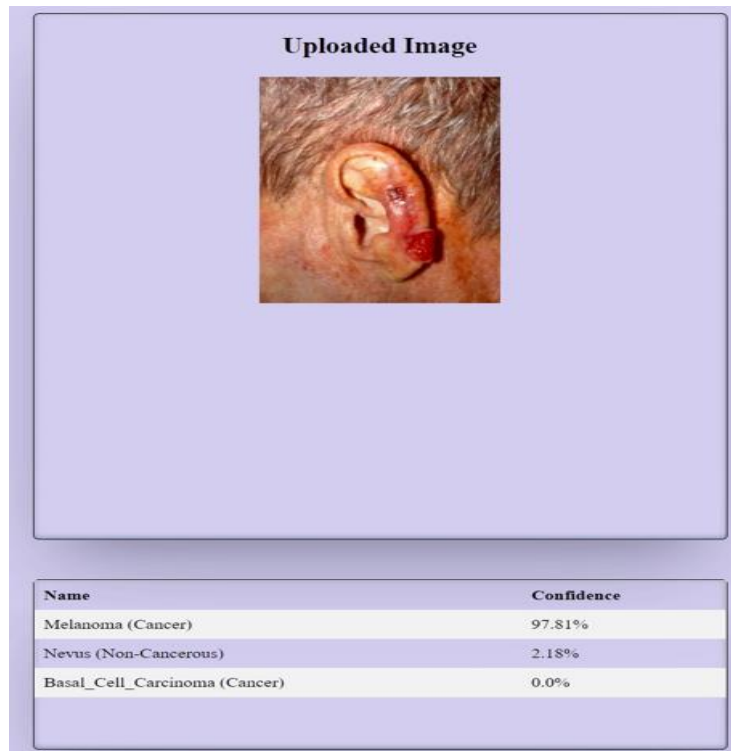 Uploaded Image
Name Confidence
Melanoma (Cancer) 97.81%
Nevus (Non-Cancerous) 2.18%
Basal_Cell_Carcinoma (Cancer) 0.0%